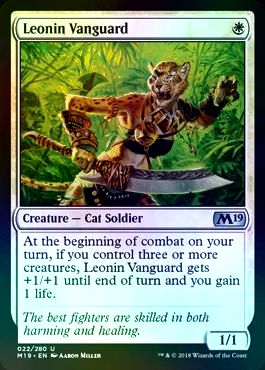 Leonin Vanguard
Creature — Cat Soldier
M19
At the beginning of combat on your
turn, if you control three or more
creatures, Leonin Vanguard gets
+1/+1 until end of turn and you gain
1 life.
The best fighters are skilled in both
harming and healing.
1/1
022/280 U
M19 • EN AARON MILLER
™ & © 2018 Wizards of the Coast